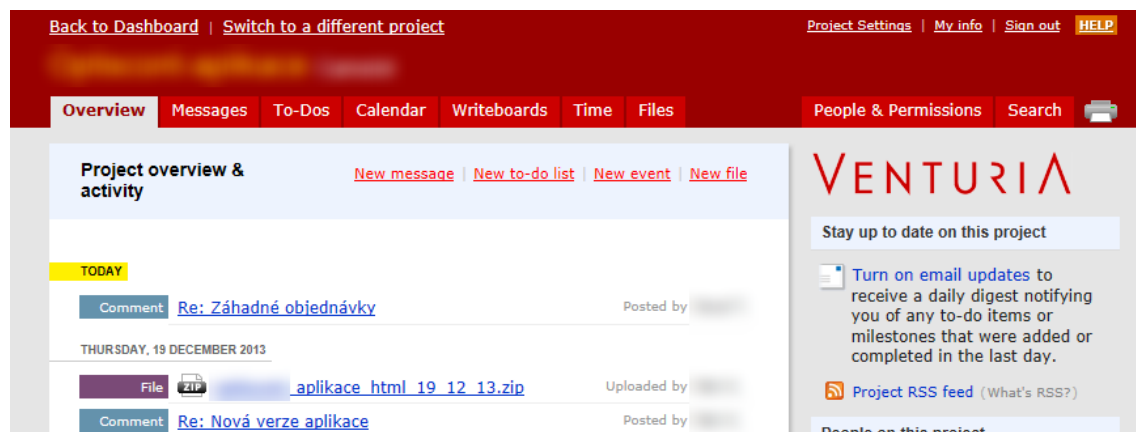 Back to Dashboard | Switch to a different project
Project Settings | My info | Sign out HELP
Overview Messages To-Dos Calendar Writeboards Time Files
People & Permissions Search
Project overview &
activity
New message | New to-do list | New event | New file
TODAY
Comment Re: Záhadné objednávky Posted by
THURSDAY, 19 DECEMBER 2013
File ZIP _aplikace_html_19_12_13.zip Uploaded by
Comment Re: Nová verze aplikace Posted by
VENTURIA
Stay up to date on this project
Turn on email updates to
receive a daily digest notifying
you of any to-do items or
milestones that were added or
completed in the last day.
Project RSS feed (What's RSS?)
People on this project